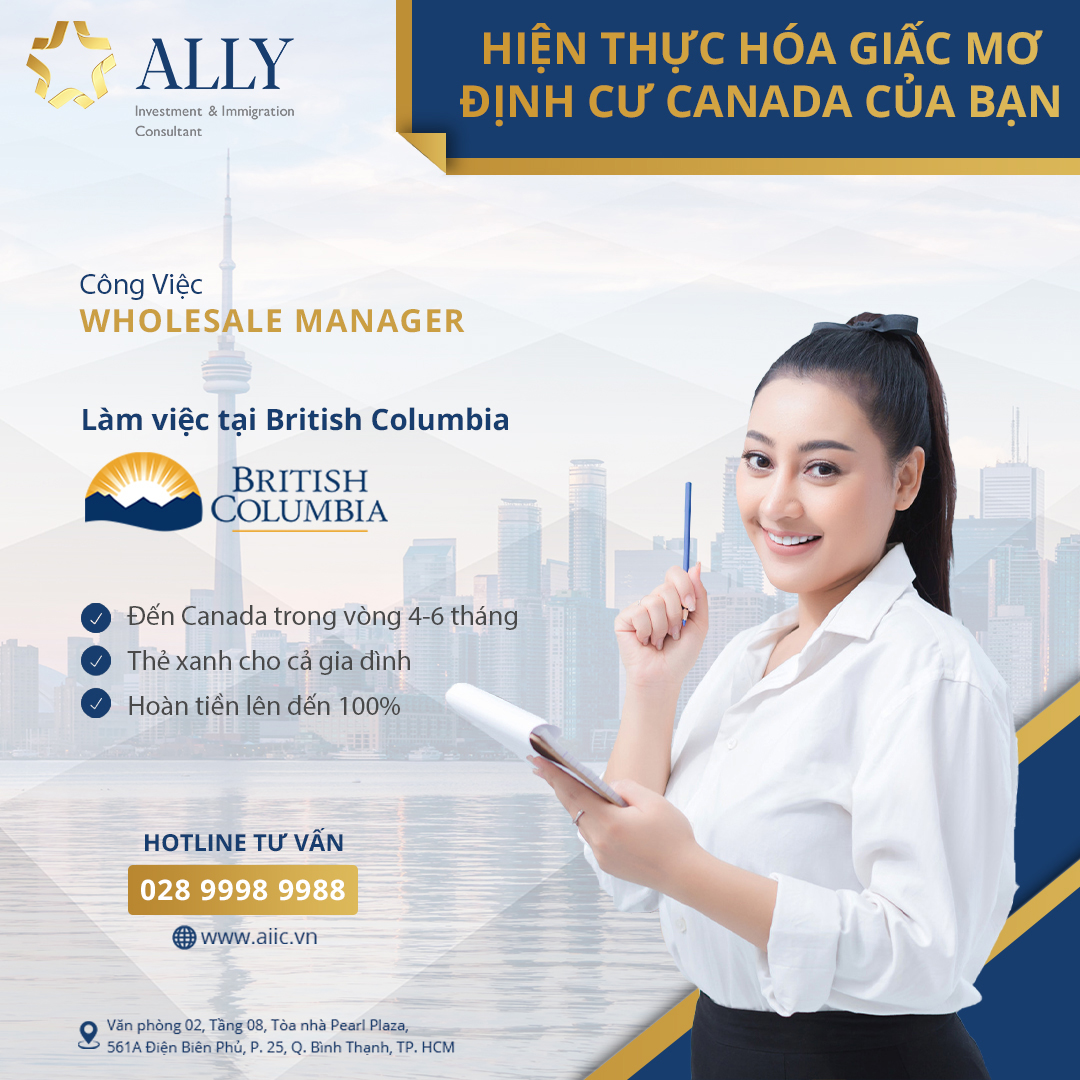 ALLY
Investment & Immigration
Consultant
HIỆN THỰC HÓA GIẤC MƠ
ĐỊNH CƯ CANADA CỦA BẠN
Công Việc
WHOLESALE MANAGER
Làm việc tại British Columbia
BRITISH
COLUMBIA
Đến Canada trong vòng 4-6 tháng
Thẻ xanh cho cả gia đình
Hoàn tiền lên đến 100%
HOTLINE TƯ VẤN
028 9998 9988
www.aiic.vn
Văn phòng 02, Tầng 08, Tòa nhà Pearl Plaza,
561A Điện Biên Phủ, P. 25, Q. Bình Thạnh, TP. HCM